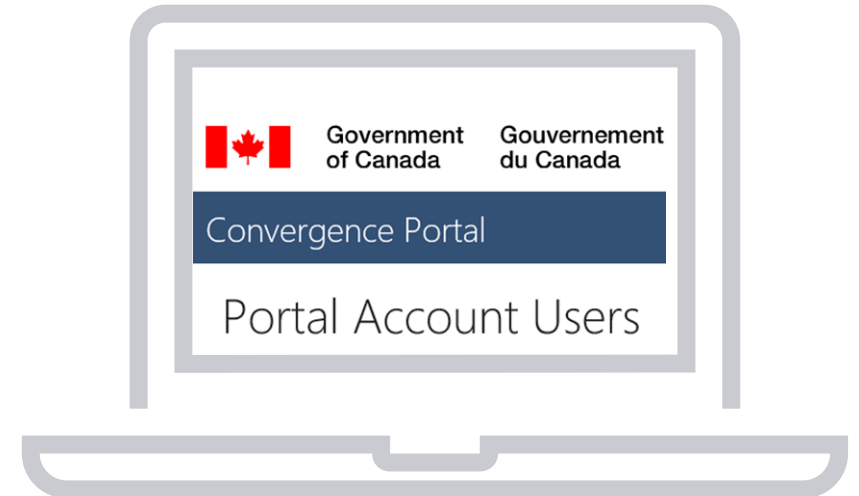 Government of Canada
Gouvernement du Canada
Convergence Portal
Portal Account Users